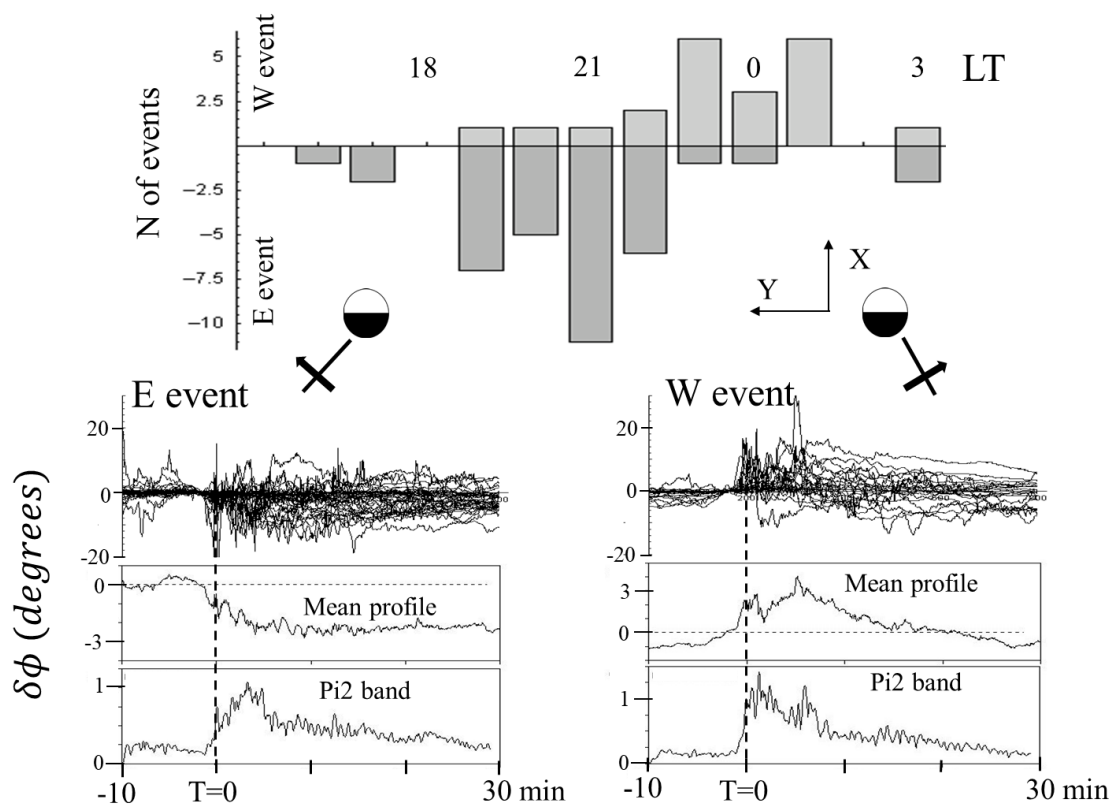 W event
E event
N of events
5
2.5
−2.5
−5
−7.5
−10
18
21
0
3
LT
X
Y
E event
W event
δϕ (degrees)
20
0
-20
20
0
-20
0
-3
Mean profile
3
0
Mean profile
1
0
Pi2 band
1
0
Pi2 band
-10
T=0
30 min
-10
T=0
30 min